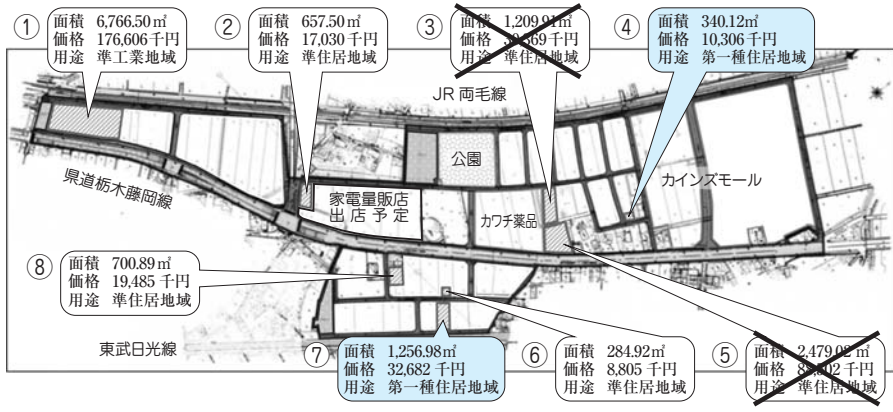 ①
面積 6,766.50㎡
価格 176,606千円
用途 準工業地域
②
面積 657.50㎡
価格 17,030千円
用途 準住居地域
③
面積 1,209.91㎡
価格
用途 準住居地域
④
面積 340.12㎡
価格 10,306千円
用途 第一種住居地域
JR両毛線
公園
カインズモール
県道栃木藤岡線
家電量販店
出店予定
カワチ薬品
⑧
面積 700.89㎡
価格 19,485千円
用途 準住居地域
東武日光線
⑦
面積 1,256.98㎡
価格 32,682千円
用途 第一種住居地域
⑥
面積 284.92㎡
価格 8,805千円
用途 準住居地域
⑤
面積 2,479.02㎡
価格
用途 準住居地域